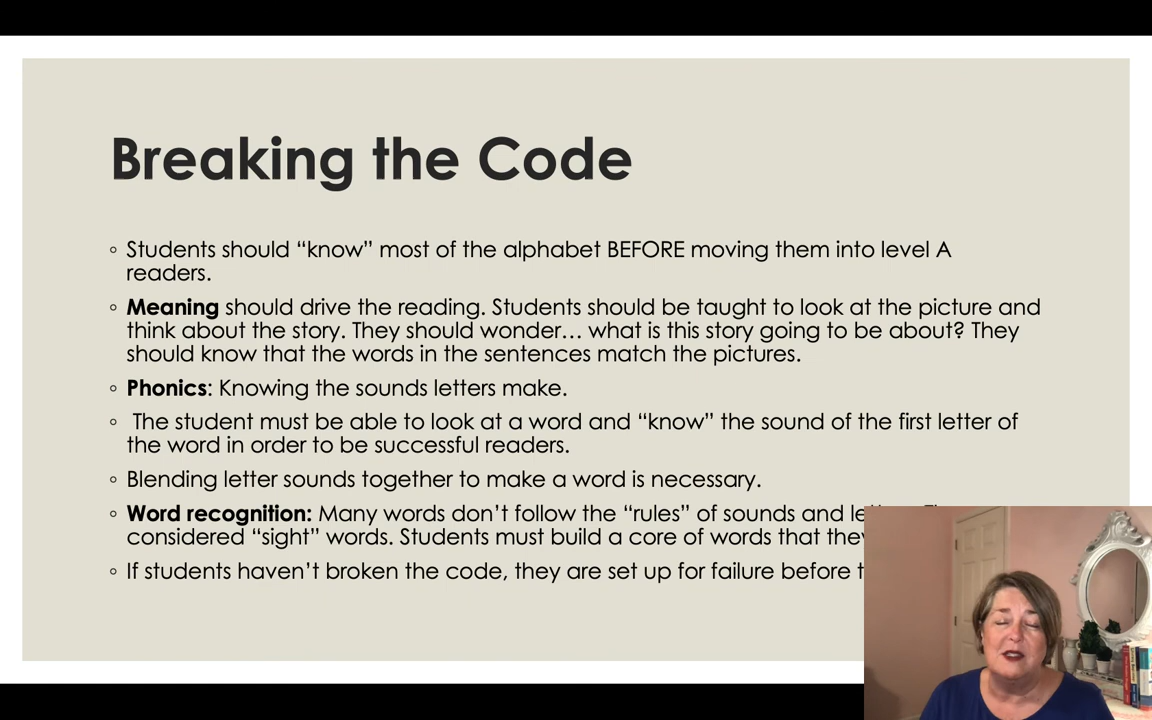 Breaking the Code
◦ Students should “know” most of the alphabet BEFORE moving them into level A
readers.
◦ Meaning should drive the reading. Students should be taught to look at the picture and
think about the story. They should wonder… what is this story going to be about? They
should know that the words in the sentences match the pictures.
◦ Phonics: Knowing the sounds letters make.
◦ The student must be able to look at a word and “know” the sound of the first letter of
the word in order to be successful readers.
◦ Blending letter sounds together to make a word is necessary.
◦ Word recognition: Many words don’t follow the “rules” of sounds and
considered “sight” words. Students must build a core of words that
◦ If students haven’t broken the code, they are set up for failure before